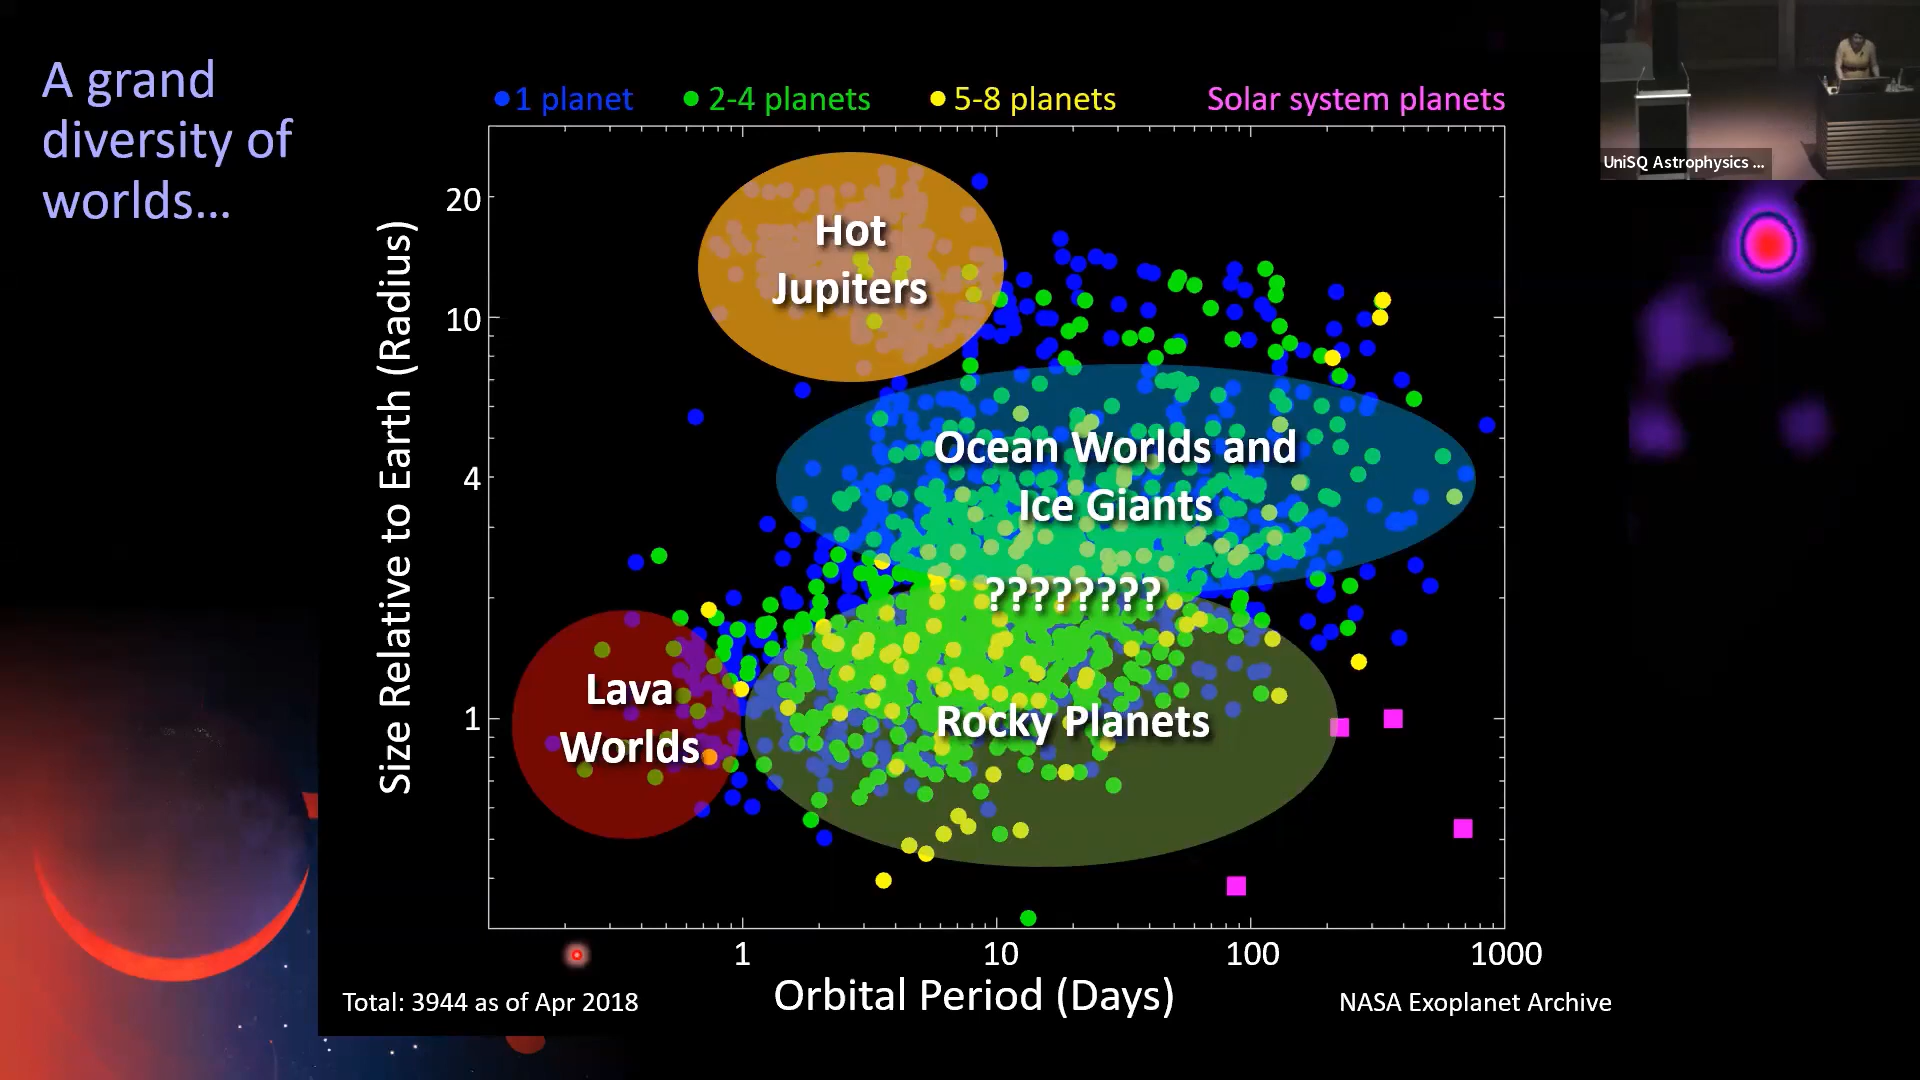 A grand
diversity of
worlds...
1 planet
2-4 planets
5-8 planets
Solar system planets
UniSQ Astrophysics ...
Size Relative to Earth (Radius)
20
10
4
1
Hot
Jupiters
Ocean Worlds and
Ice Giants
????????
Lava
Worlds
Rocky Planets
1
10
100
1000
Orbital Period (Days)
Total: 3944 as of Apr 2018
NASA Exoplanet Archive